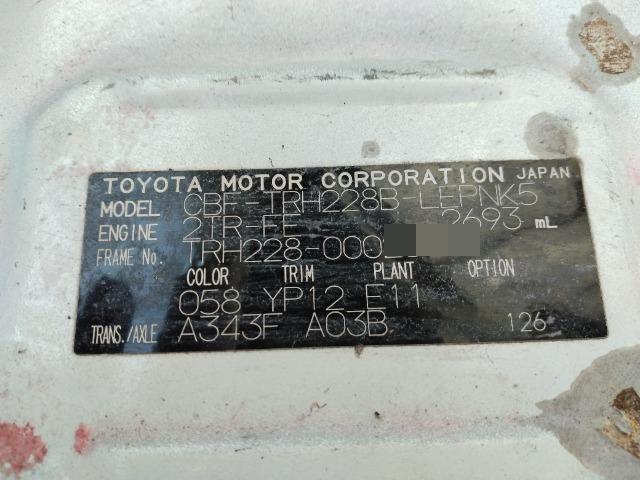 TOYOTA MOTOR CORPORATION JAPAN
MODEL CBF-TRH228B-LEPNK5
ENGINE 2TR-FE 2693 mL
FRAME No. TRH228-000
COLOR TRIM PLANT OPTION
058 YP12 E11
TRANS./AXLE A343F A03B 126